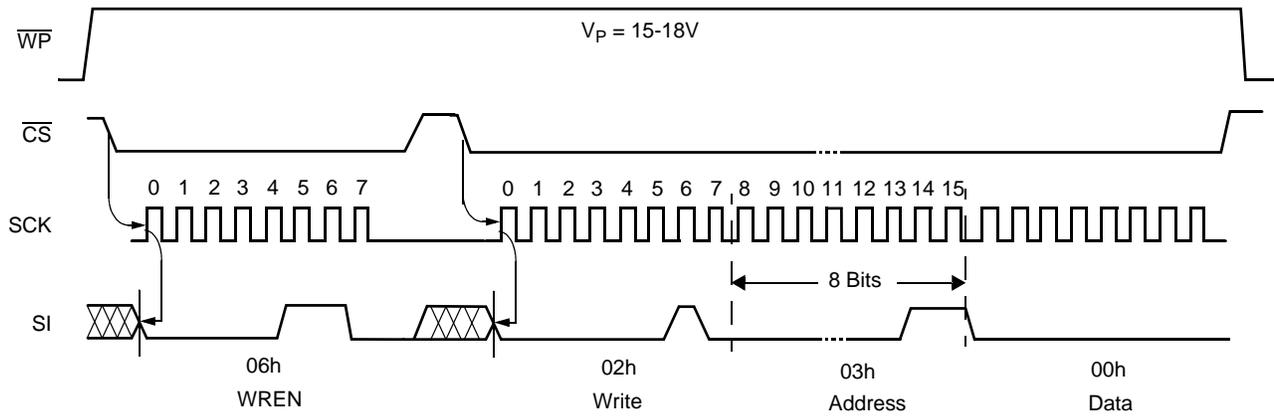 WP
V_P = 15-18V
CS
0 1 2 3 4 5 6 7 0 1 2 3 4 5 6 7 8 9 10 11 12 13 14 15
SCK
8 Bits
SI
06h 02h 03h 00h
WREN Write Address Data